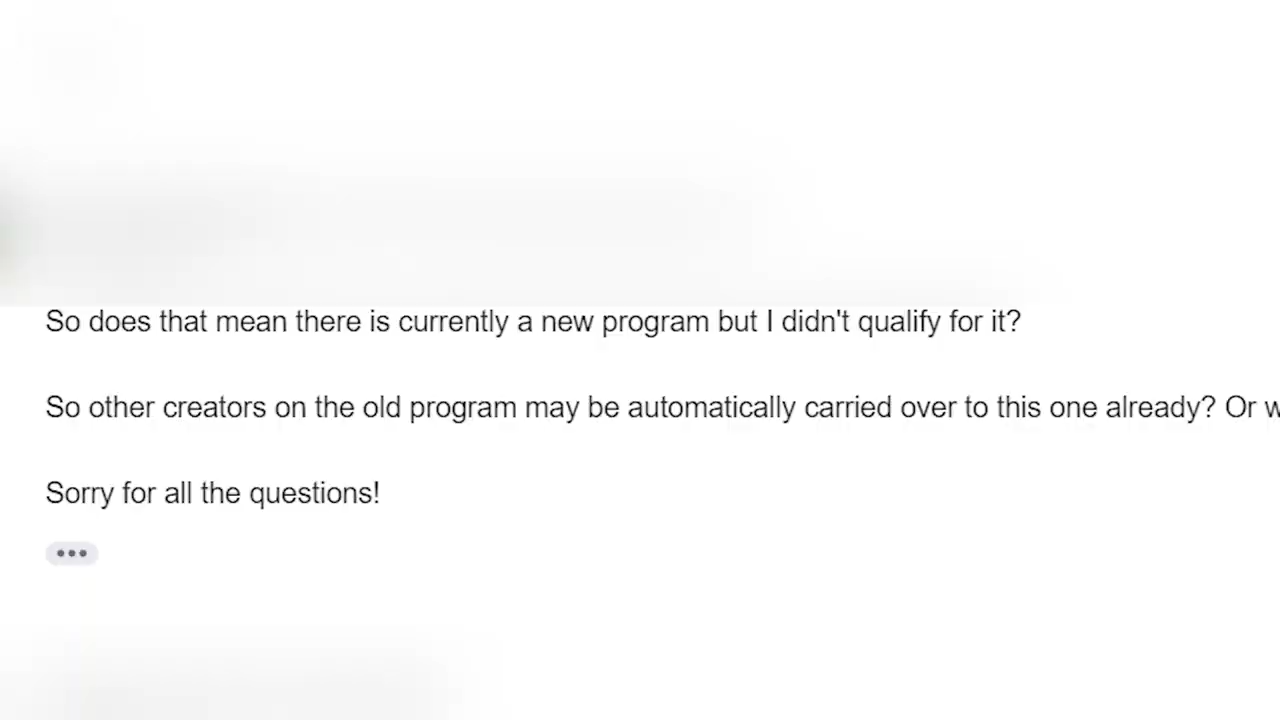 So does that mean there is currently a new program but I didn't qualify for it?
So other creators on the old program may be automatically carried over to this one already? Or
Sorry for all the questions!